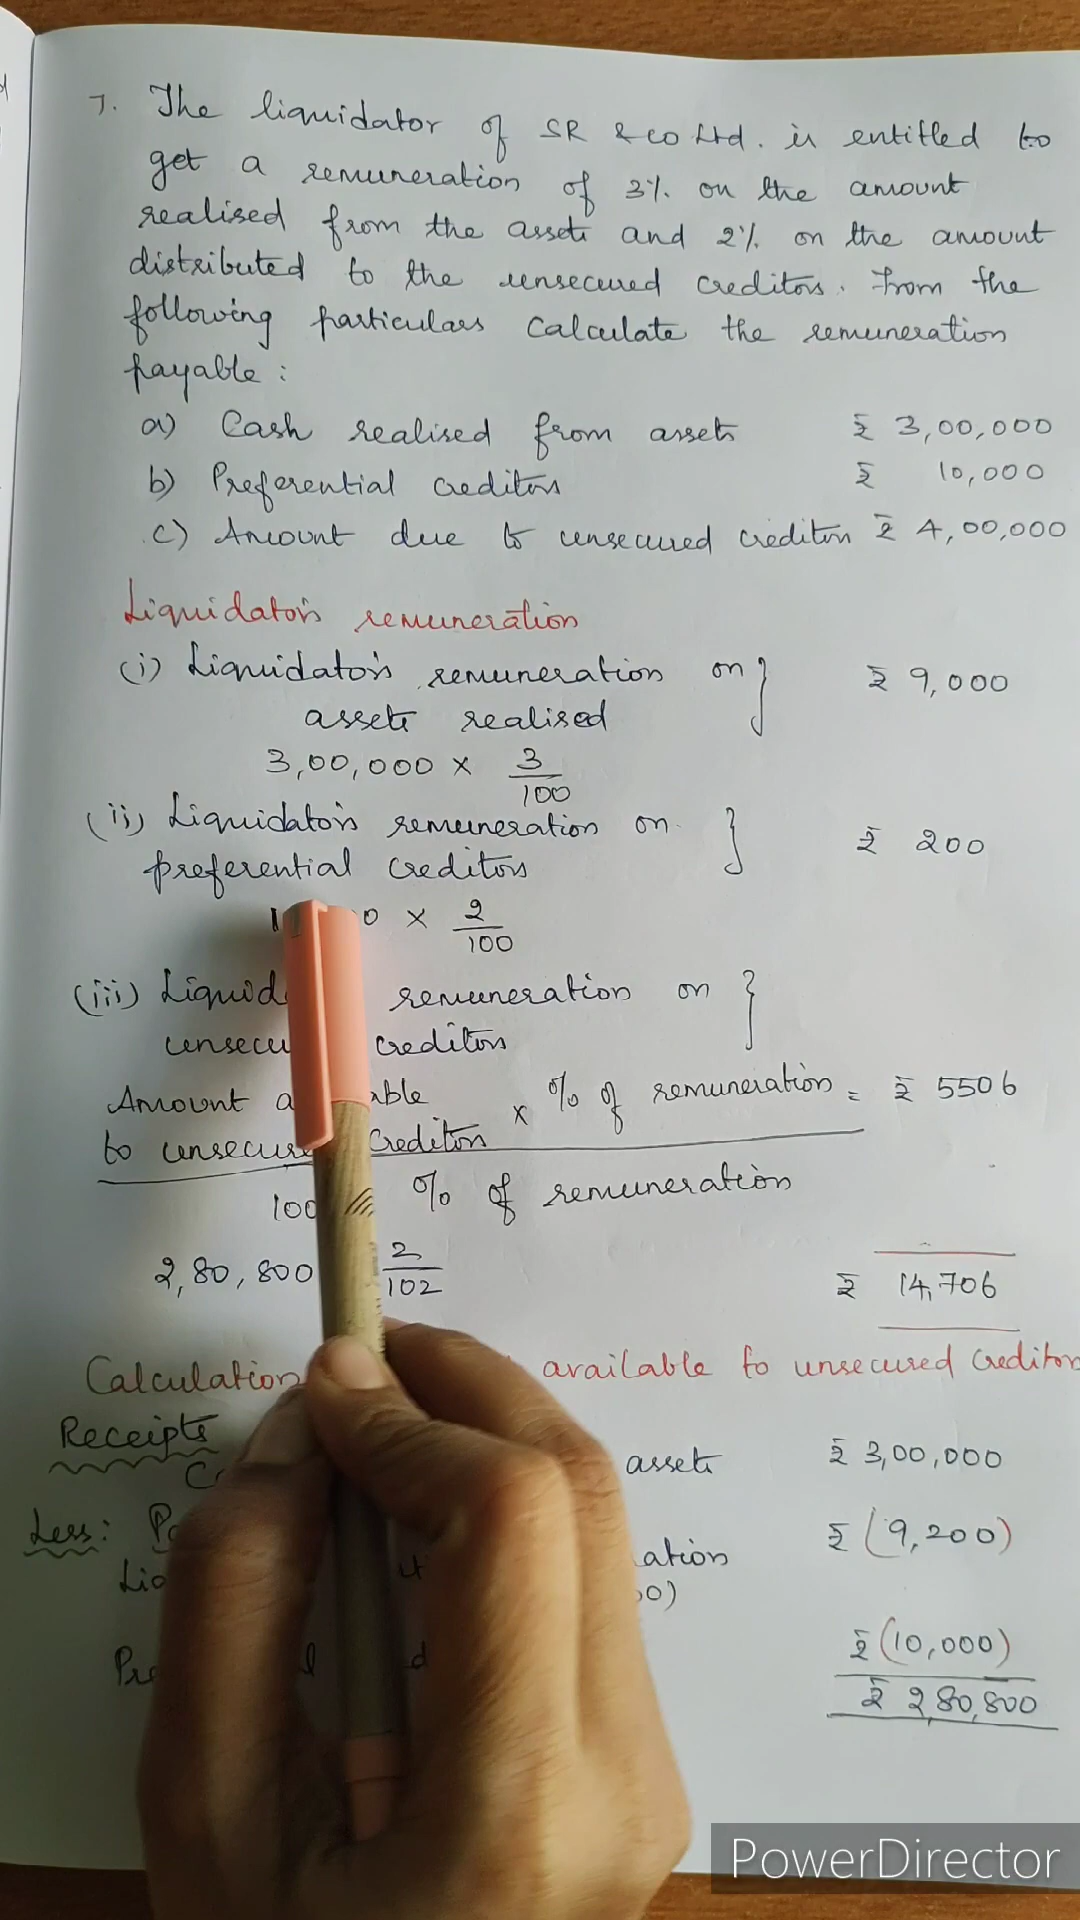 7. The liquidator of SR & co Ltd. is entitled to
get a remuneration of 3% on the amount
realised from the assets and 2% on the amount
distributed to the unsecured creditors. From the
following particulars calculate the remuneration
payable:
a) Cash realised from assets ₹ 3,00,000
b) Preferential creditors ₹ 10,000
c) Amount due to unsecured creditors ₹ 4,00,000
Liquidator's remuneration
(i) Liquidator's remuneration on } ₹ 9,000
assets realised
3,00,000 × 3/100
(ii) Liquidator's remuneration on } ₹ 200
preferential creditors
0 × 2/100
(iii) remuneration on }
creditors
Amount × % of remuneration = ₹ 5506
to creditors
100 % of remuneration
2,80,800 2/102
₹ 14,706
Calculation available to unsecured creditors
Receipts
assets ₹ 3,00,000
Less: ₹ (9,200)
₹ (10,000)
₹ 2,80,800
PowerDirector